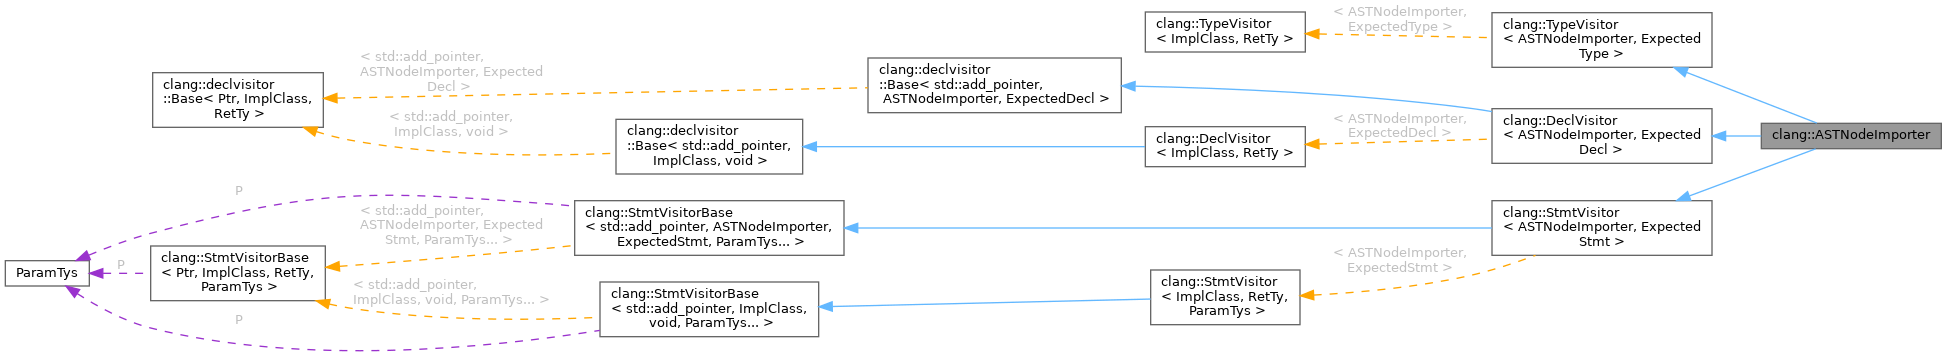 clang::TypeVisitor
< ImplClass, RetTy >
< ASTNodeImporter,
ExpectedType >
clang::TypeVisitor
< ASTNodeImporter, Expected
Type >
< std::add_pointer,
ASTNodeImporter, Expected
Decl >
clang::declvisitor
::Base< Ptr, ImplClass,
RetTy >
clang::declvisitor
::Base< std::add_pointer,
ASTNodeImporter, ExpectedDecl >
< std::add_pointer,
ImplClass, void >
clang::declvisitor
::Base< std::add_pointer,
ImplClass, void >
clang::DeclVisitor
< ImplClass, RetTy >
< ASTNodeImporter,
ExpectedDecl >
clang::DeclVisitor
< ASTNodeImporter, Expected
Decl >
clang::ASTNodeImporter
P
< std::add_pointer,
ASTNodeImporter, Expected
Stmt, ParamTys... >
clang::StmtVisitorBase
< std::add_pointer, ASTNodeImporter,
ExpectedStmt, ParamTys... >
clang::StmtVisitor
< ASTNodeImporter, Expected
Stmt >
ParamTys
P
clang::StmtVisitorBase
< Ptr, ImplClass, RetTy,
ParamTys >
< std::add_pointer,
ImplClass, void, ParamTys... >
clang::StmtVisitorBase
< std::add_pointer, ImplClass,
void, ParamTys... >
clang::StmtVisitor
< ImplClass, RetTy,
ParamTys >
< ASTNodeImporter,
ExpectedStmt >
P